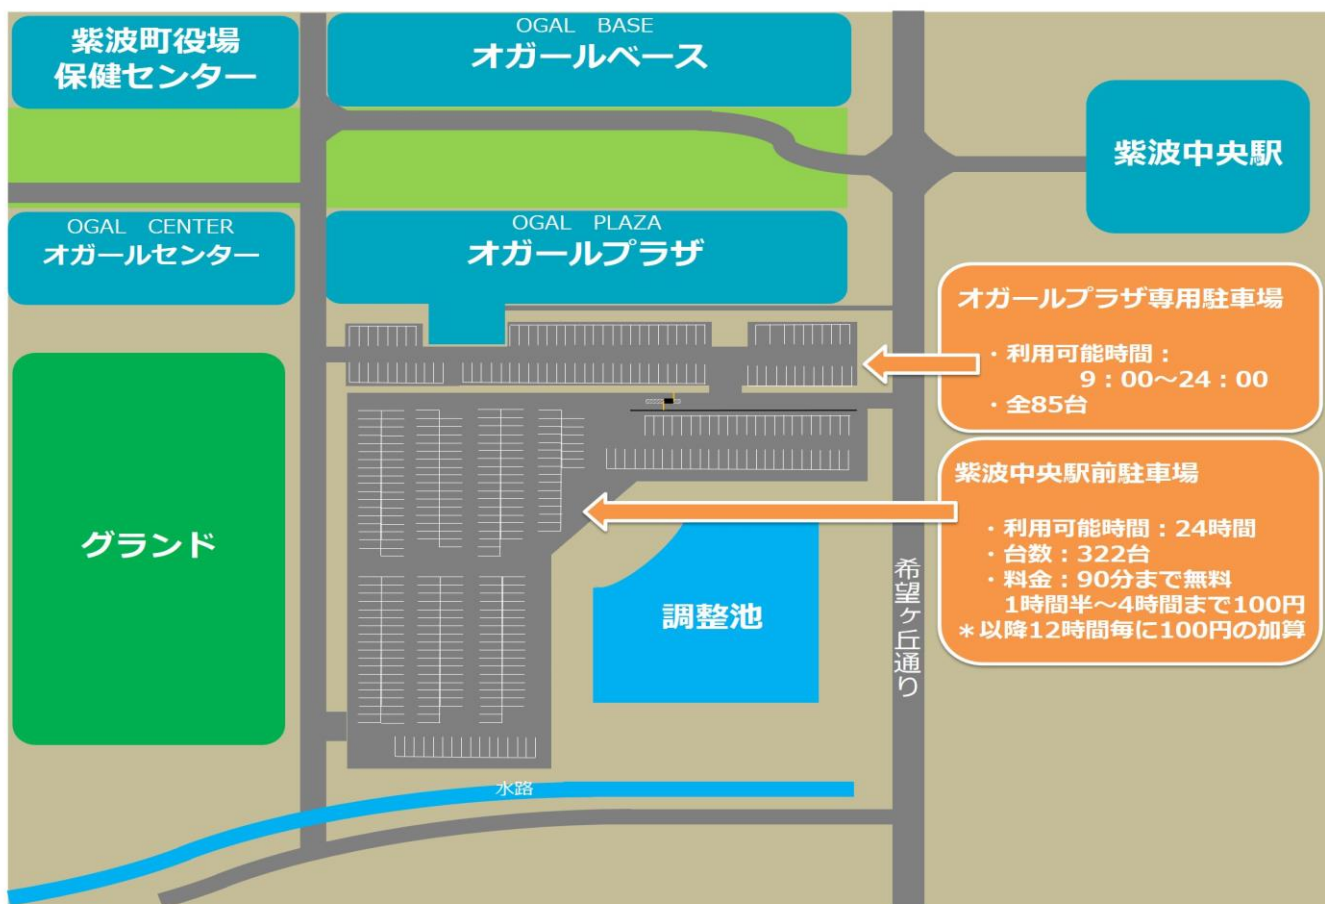 紫波町役場
保健センター
OGAL BASE
オガールベース
紫波中央駅
OGAL CENTER
オガールセンター
OGAL PLAZA
オガールプラザ
オガールプラザ専用駐車場
・利用可能時間：
9：00～24：00
・全85台
紫波中央駅前駐車場
・利用可能時間：24時間
・台数：322台
・料金：90分まで無料
1時間半～4時間まで100円
＊以降12時間毎に100円の加算
グランド
調整池
希望ヶ丘通り
水路